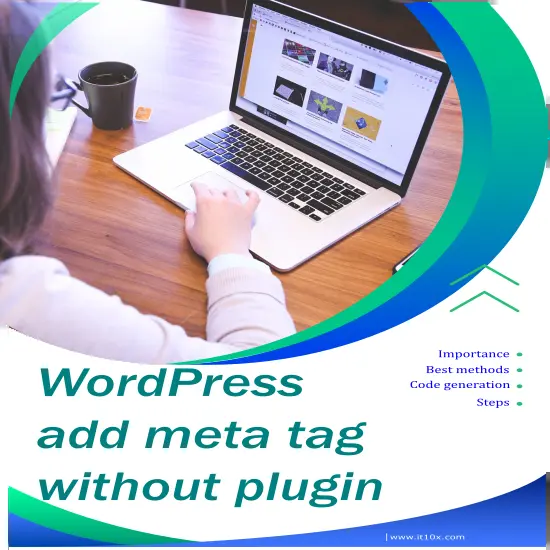 WordPress
add meta tag
without plugin
Importance
Best methods
Code generation
Steps
|www.it10x.com